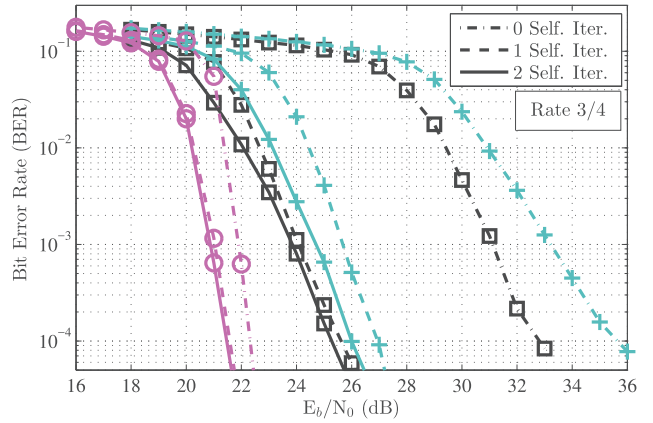 10^{-1}
10^{-2}
10^{-3}
10^{-4}
Bit Error Rate (BER)
0 Self. Iter.
1 Self. Iter.
2 Self. Iter.
Rate 3/4
16 18 20 22 24 26 28 30 32 34 36
E_b/N_0 (dB)